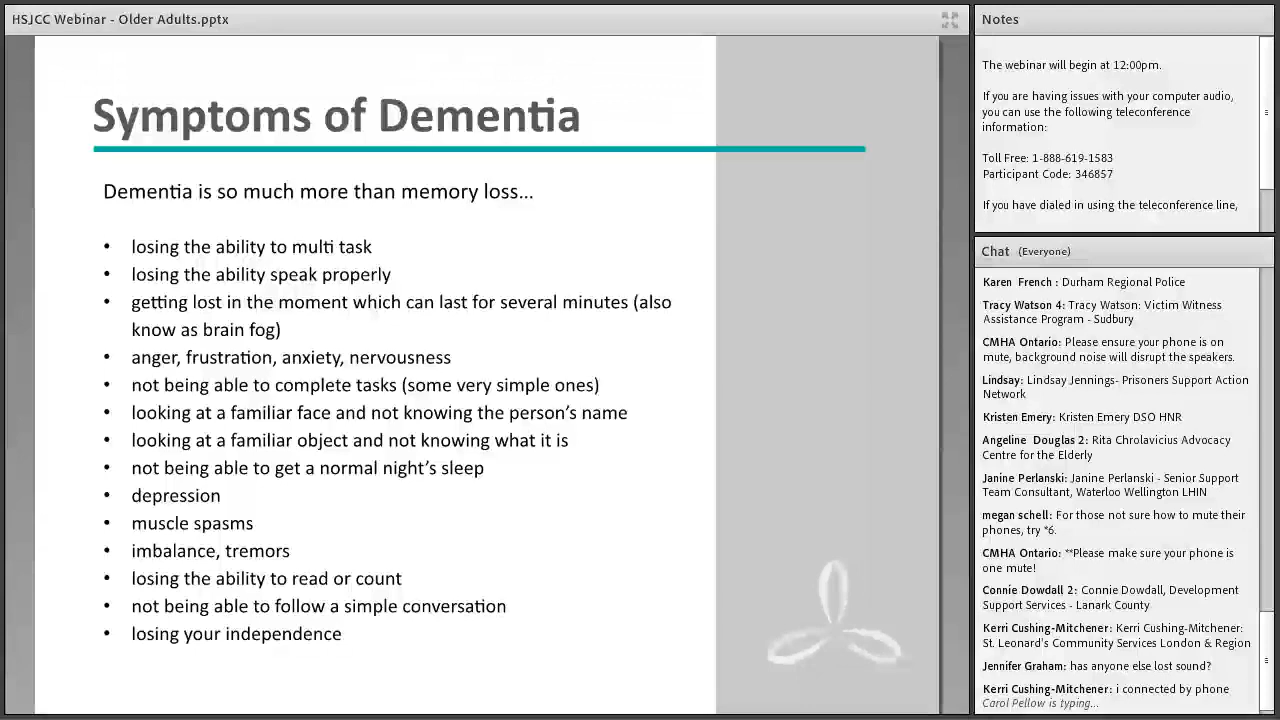 HSJCC Webinar - Older Adults.pptx
Symptoms of Dementia
Dementia is so much more than memory loss...
• losing the ability to multi task
• losing the ability speak properly
• getting lost in the moment which can last for several minutes (also
know as brain fog)
• anger, frustration, anxiety, nervousness
• not being able to complete tasks (some very simple ones)
• looking at a familiar face and not knowing the person's name
• looking at a familiar object and not knowing what it is
• not being able to get a normal night's sleep
• depression
• muscle spasms
• imbalance, tremors
• losing the ability to read or count
• not being able to follow a simple conversation
• losing your independence
Notes
The webinar will begin at 12:00pm.
If you are having issues with your computer audio,
you can use the following teleconference
information:
Toll Free: 1-888-619-1583
Participant Code: 346857
If you have dialed in using the teleconference line,
Chat (Everyone)
Karen French : Durham Regional Police
Tracy Watson 4: Tracy Watson: Victim Witness
Assistance Program - Sudbury
CMHA Ontario: Please ensure your phone is on
mute, background noise will disrupt the speakers.
Lindsay: Lindsay Jennings- Prisoners Support Action
Network
Kristen Emery: Kristen Emery DSO HNR
Angeline Douglas 2: Rita Chrolavicius Advocacy
Centre for the Elderly
Janine Perlanski: Janine Perlanski - Senior Support
Team Consultant, Waterloo Wellington LHIN
megan schell: For those not sure how to mute their
phones, try *6.
CMHA Ontario: **Please make sure your phone is
one mute!
Connie Dowdall 2: Connie Dowdall, Development
Support Services - Lanark County
Kerri Cushing-Mitchener: Kerri Cushing-Mitchener:
St. Leonard's Community Services London & Region
Jennifer Graham: has anyone else lost sound?
Kerri Cushing-Mitchener: i connected by phone
Carol Pellow is typing...